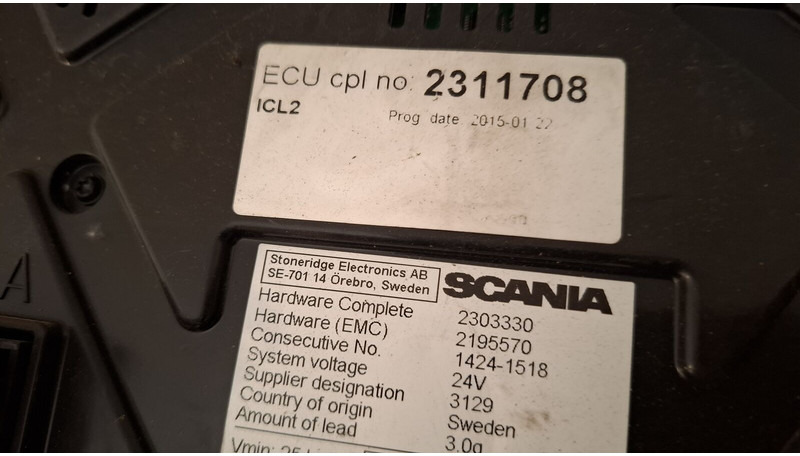 ECU cpl no: 2311708
ICL2
Prog date 2015-01
Stoneridge Electronics AB
SE-701 14 Örebro, Sweden
SCANIA
Hardware Complete 2303330
Hardware (EMC) 2195570
Consecutive No. 1424-1518
System voltage 24V
Supplier designation 3129
Country of origin Sweden
Amount of lead 3.0g
Vmin:
A